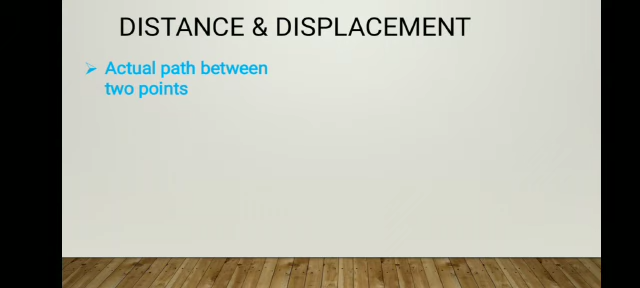 DISTANCE & DISPLACEMENT
Actual path between
two points